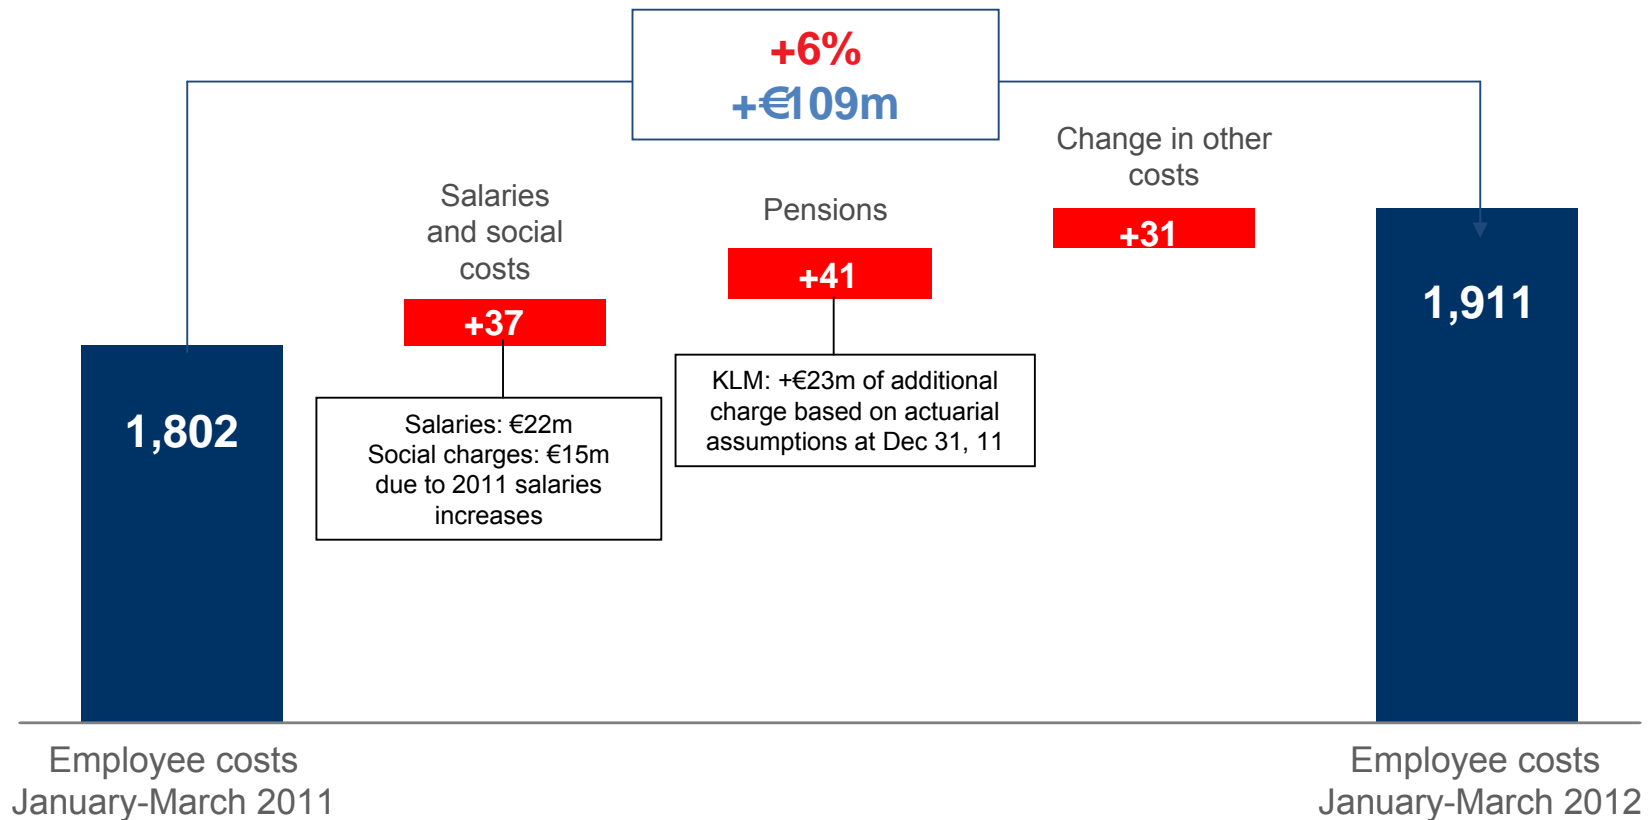 +6%
+€109m
Change in other
costs
Salaries
and social
costs
Pensions
+31
+41
+37
1,911
1,802
KLM: +€23m of additional
charge based on actuarial
assumptions at Dec 31, 11
Salaries: €22m
Social charges: €15m
due to 2011 salaries
increases
Employee costs
January-March 2011
Employee costs
January-March 2012